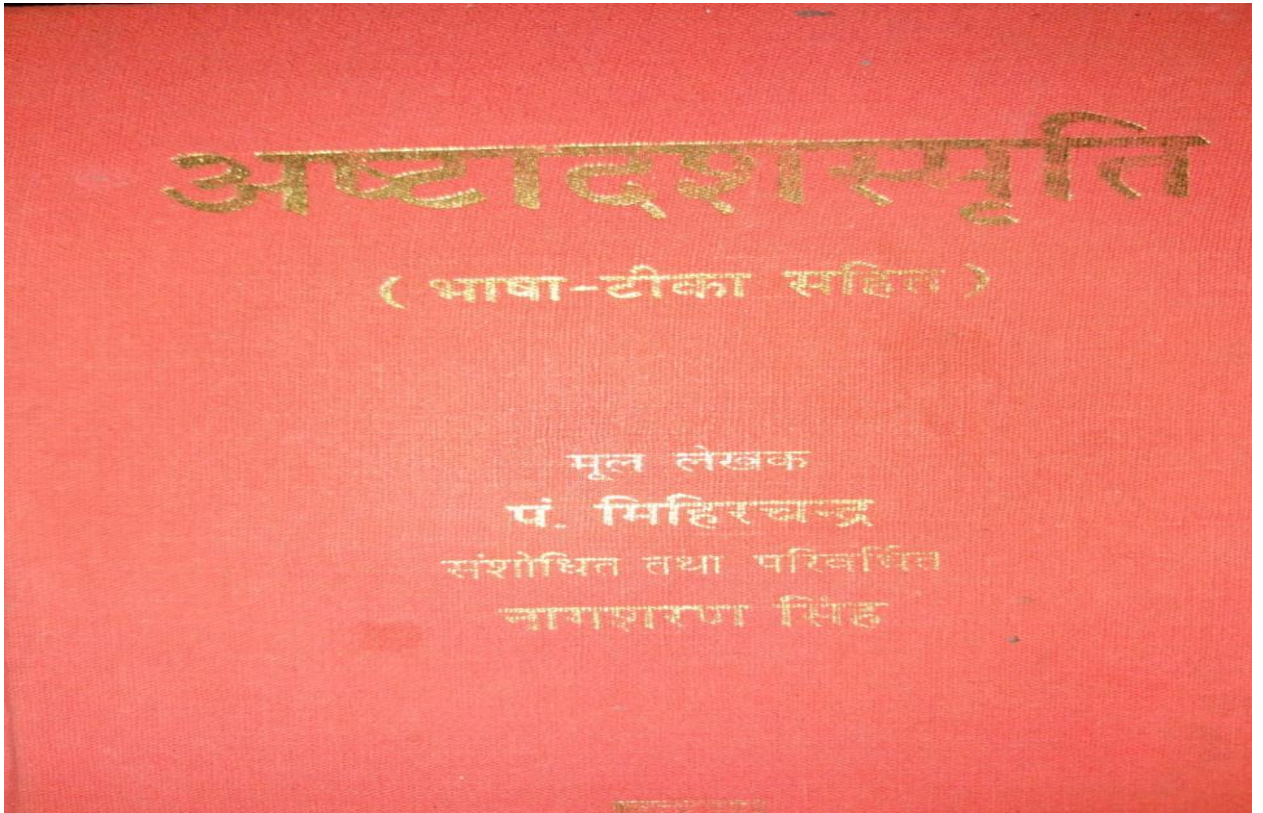 अष्टादशस्मृति
( भाषा-टीका सहित )
मूल लेखक
पं. मिहिरचन्द्र
संशोधित तथा परिवर्धित
नागशरण सिंह